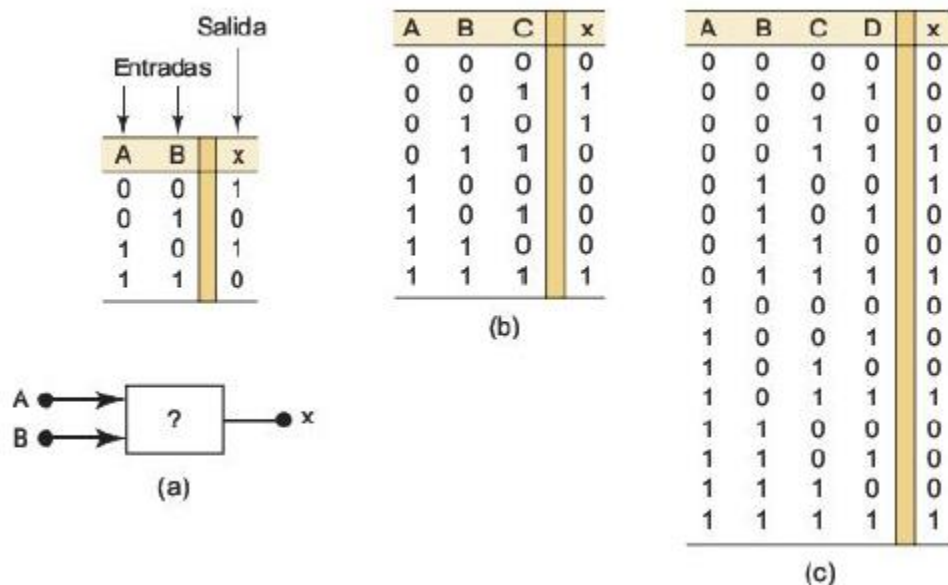 Salida
Entradas
A B x
0 0 1
0 1 0
1 0 1
1 1 0
A
B
?
x
(a)
A B C x
0 0 0 0
0 0 1 1
0 1 0 1
0 1 1 0
1 0 0 0
1 0 1 0
1 1 0 0
1 1 1 1
(b)
A B C D x
0 0 0 0 0
0 0 0 1 0
0 0 1 0 0
0 0 1 1 1
0 1 0 0 1
0 1 0 1 0
0 1 1 0 0
0 1 1 1 1
1 0 0 0 0
1 0 0 1 0
1 0 1 0 0
1 0 1 1 1
1 1 0 0 0
1 1 0 1 0
1 1 1 0 0
1 1 1 1 1
(c)